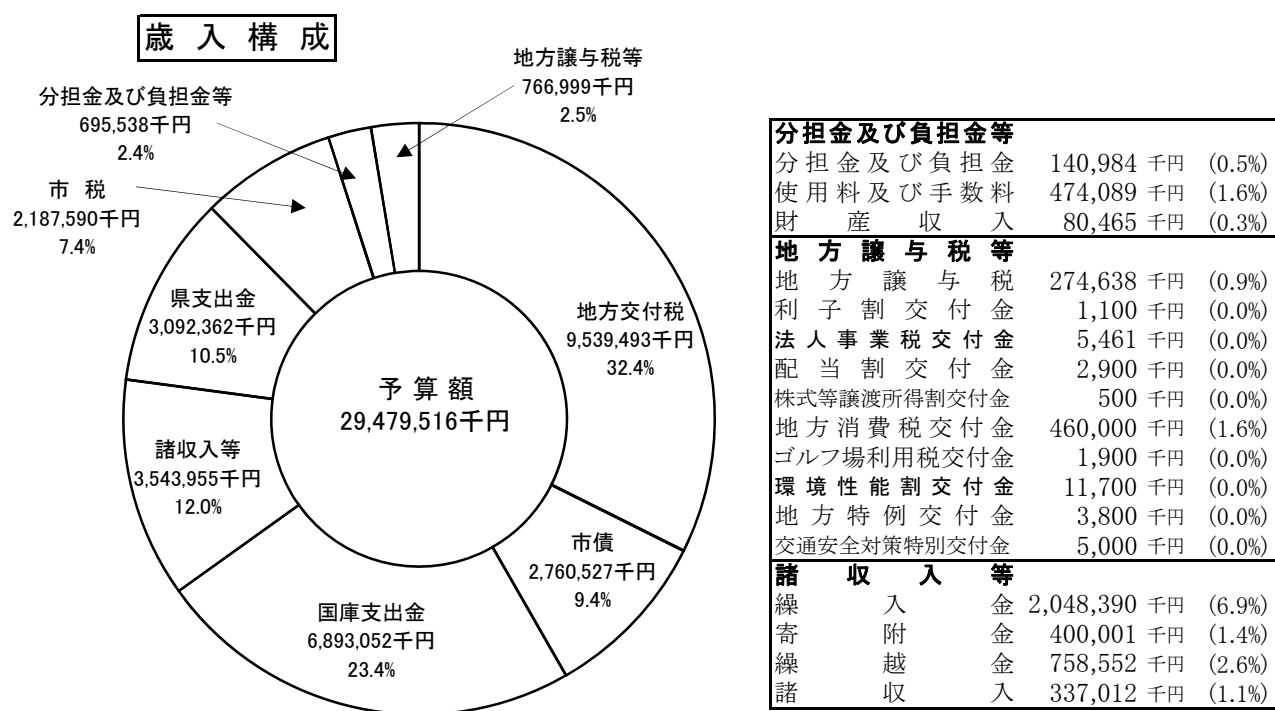 歳入構成
地方譲与税等
766,999千円
2.5%
分担金及び負担金等
695,538千円
2.4%
市 税
2,187,590千円
7.4%
県支出金
3,092,362千円
10.5%
諸収入等
3,543,955千円
12.0%
国庫支出金
6,893,052千円
23.4%
市債
2,760,527千円
9.4%
地方交付税
9,539,493千円
32.4%
予算額
29,479,516千円
分担金及び負担金等
分担金及び負担金 140,984 千円 (0.5%)
使用料及び手数料 474,089 千円 (1.6%)
財産収入 80,465 千円 (0.3%)
地方譲与税等
地方譲与税 274,638 千円 (0.9%)
利子割交付金 1,100 千円 (0.0%)
法人事業税交付金 5,461 千円 (0.0%)
配当割交付金 2,900 千円 (0.0%)
株式等譲渡所得割交付金 500 千円 (0.0%)
地方消費税交付金 460,000 千円 (1.6%)
ゴルフ場利用税交付金 1,900 千円 (0.0%)
環境性能割交付金 11,700 千円 (0.0%)
地方特例交付金 3,800 千円 (0.0%)
交通安全対策特別交付金 5,000 千円 (0.0%)
諸収入等
繰入金 2,048,390 千円 (6.9%)
寄附金 400,001 千円 (1.4%)
繰越金 758,552 千円 (2.6%)
諸収入 337,012 千円 (1.1%)